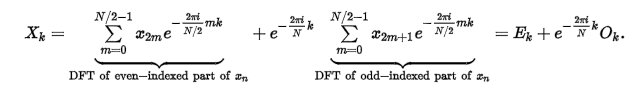 $X_k = \underbrace{\sum_{m=0}^{N/2-1} x_{2m} e^{-\frac{2\pi i}{N/2}mk}}_{\text{DFT of even-indexed part of } x_n} + e^{-\frac{2\pi i}{N}k} \underbrace{\sum_{m=0}^{N/2-1} x_{2m+1} e^{-\frac{2\pi i}{N/2}mk}}_{\text{DFT of odd-indexed part of } x_n} = E_k + e^{-\frac{2\pi i}{N}k} O_k.$